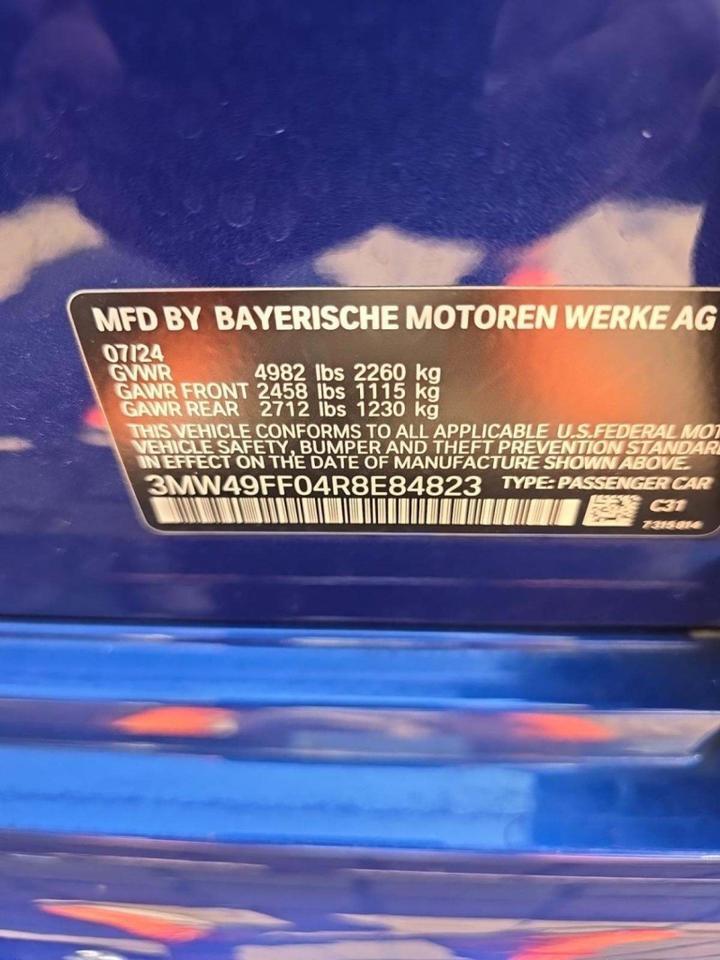 MFD BY BAYERISCHE MOTOREN WERKE AG
07/24
GVWR 4982 lbs 2260 kg
GAWR FRONT 2458 lbs 1115 kg
GAWR REAR 2712 lbs 1230 kg
THIS VEHICLE CONFORMS TO ALL APPLICABLE U.S.FEDERAL MOT
VEHICLE SAFETY, BUMPER AND THEFT PREVENTION STANDAR
IN EFFECT ON THE DATE OF MANUFACTURE SHOWN ABOVE.
3MW49FF04R8E84823 TYPE: PASSENGER CAR
C31
7315814